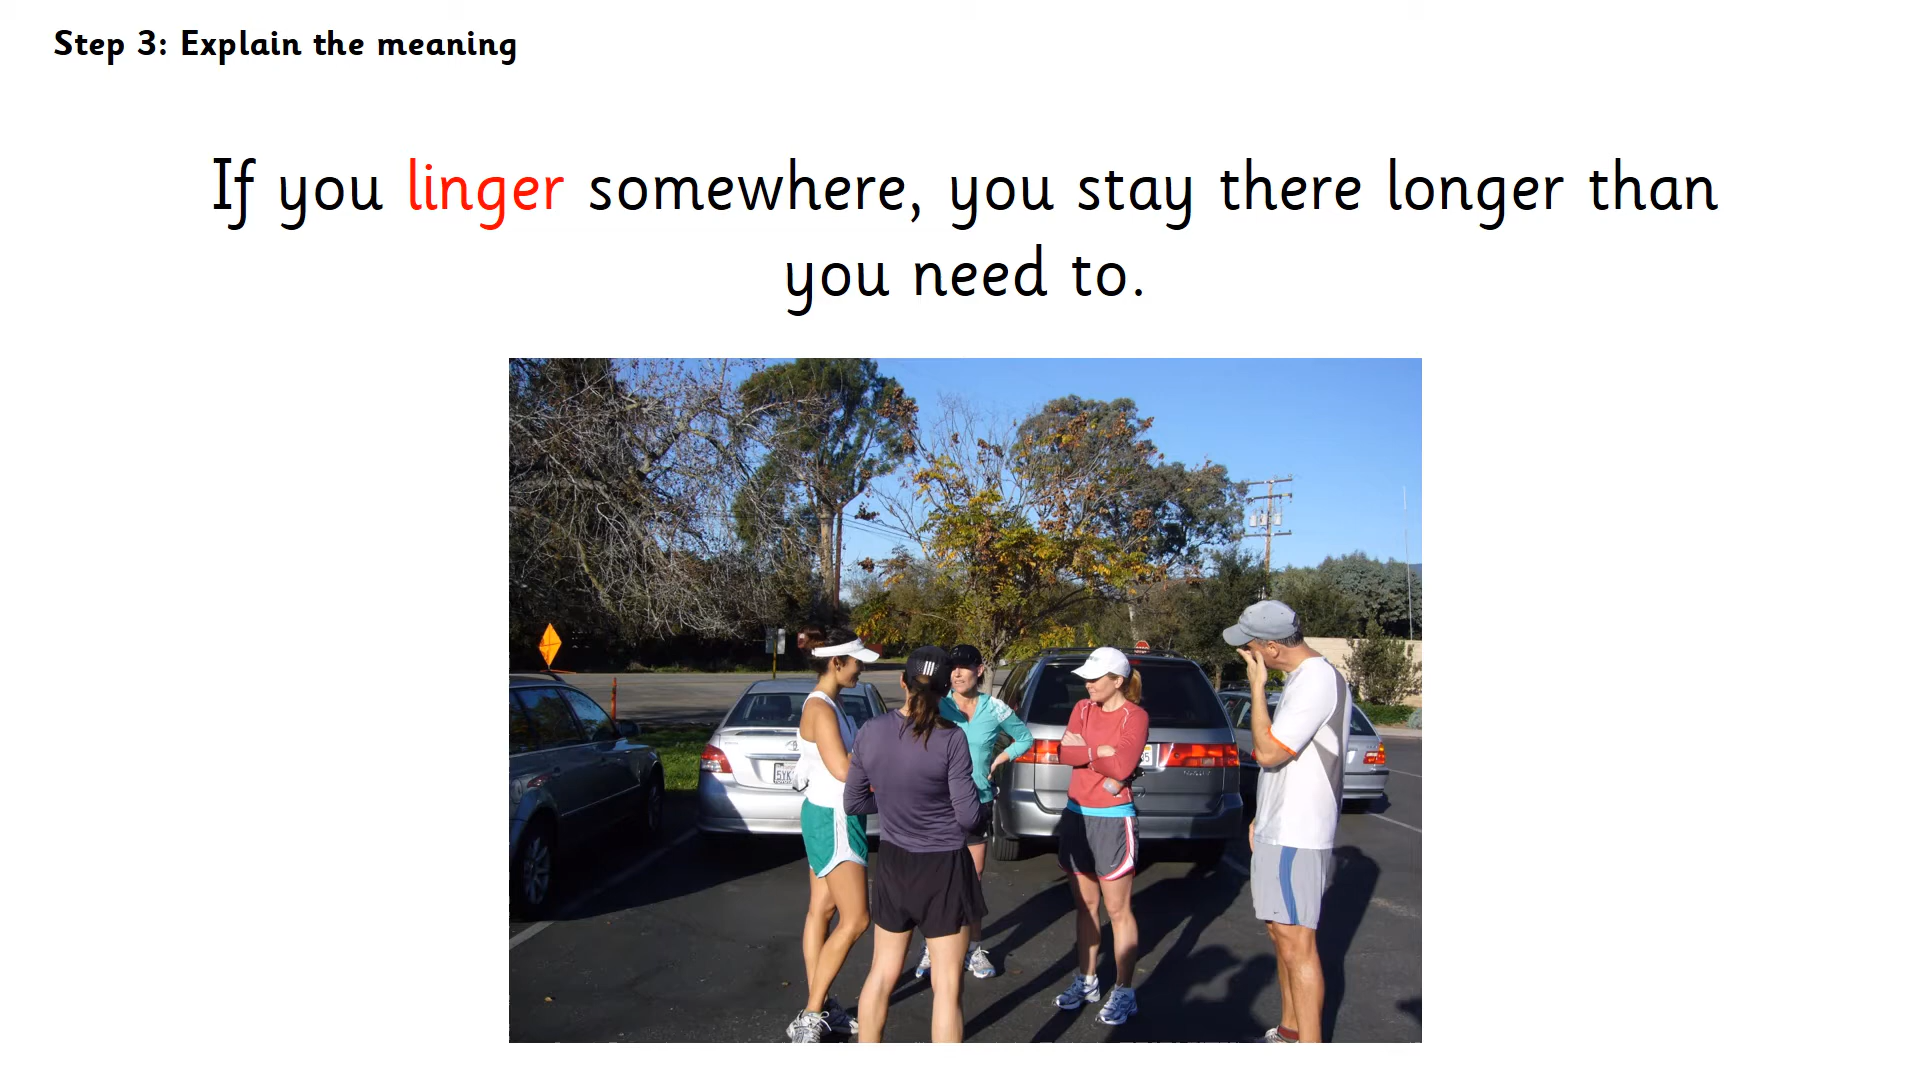 Step 3: Explain the meaning
If you linger somewhere, you stay there longer than
you need to.